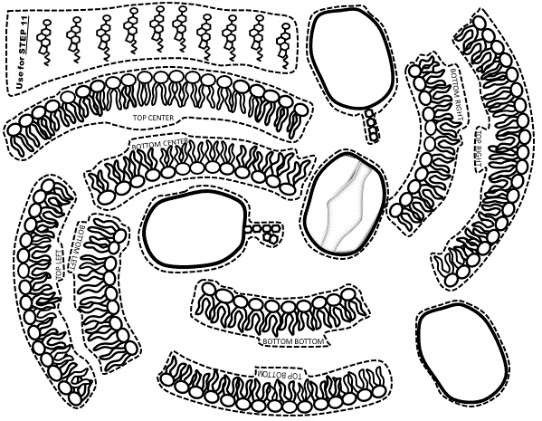 Use for STEP 11
TOP CENTER
BOTTOM CENTER
BOTTOM RIGHT
TOP RIGHT
TOP LEFT
BOTTOM LEFT
BOTTOM BOTTOM
TOP BOTTOM